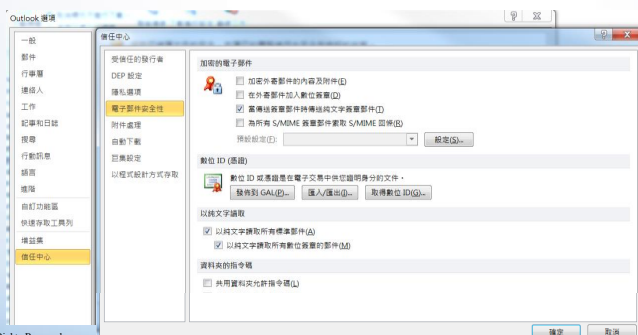 Outlook 選項
一般
郵件
行事曆
連絡人
工作
記事和日誌
搜尋
行動訊息
語言
進階
自訂功能區
快速存取工具列
增益集
信任中心
信任中心
受信任的發行者
DEP 設定
隱私選項
電子郵件安全性
附件處理
自動下載
巨集設定
以程式設計方式存取
加密的電子郵件
加密外寄郵件的內容及附件(E)
在外寄郵件加入數位簽章(D)
當傳送簽章郵件時傳送純文字簽章郵件(T)
為所有 S/MIME 簽章郵件索取 S/MIME 回條(R)
預設設定(F):
設定(S)...
數位 ID (憑證)
數位 ID 或憑證是在電子交易中供您證明身分的文件。
發佈到 GAL(P)... 匯入/匯出(I)... 取得數位 ID(G)...
以純文字讀取
以純文字讀取所有標準郵件(A)
以純文字讀取所有數位簽章的郵件(M)
資料夾的指令碼
共用資料夾允許指令碼(L)
確定 取消